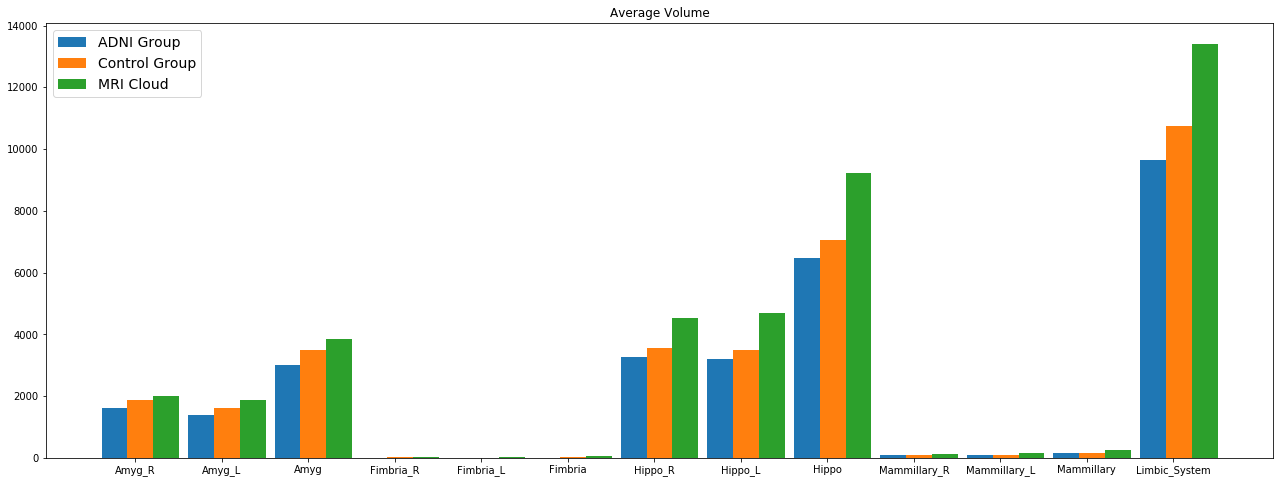 Average Volume
14000
12000
10000
8000
6000
4000
2000
0
ADNI Group
Control Group
MRI Cloud
Amyg_R Amyg_L Amyg Fimbria_R Fimbria_L Fimbria Hippo_R Hippo_L Hippo Mammillary_R Mammillary_L Mammillary Limbic_System